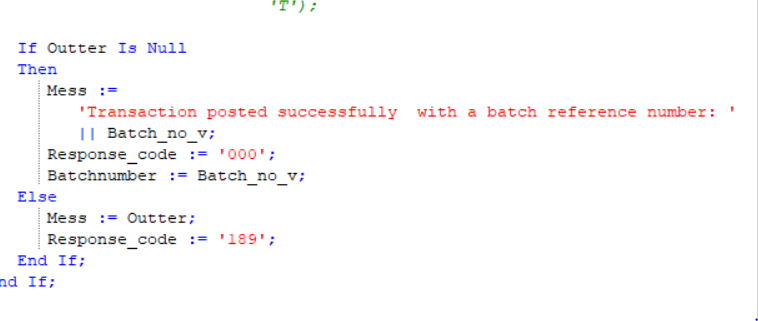 'T');
If Outter Is Null
Then
Mess :=
'Transaction posted successfully  with a batch reference number: '
|| Batch_no_v;
Response_code := '000';
Batchnumber := Batch_no_v;
Else
Mess := Outter;
Response_code := '189';
End If;
nd If;